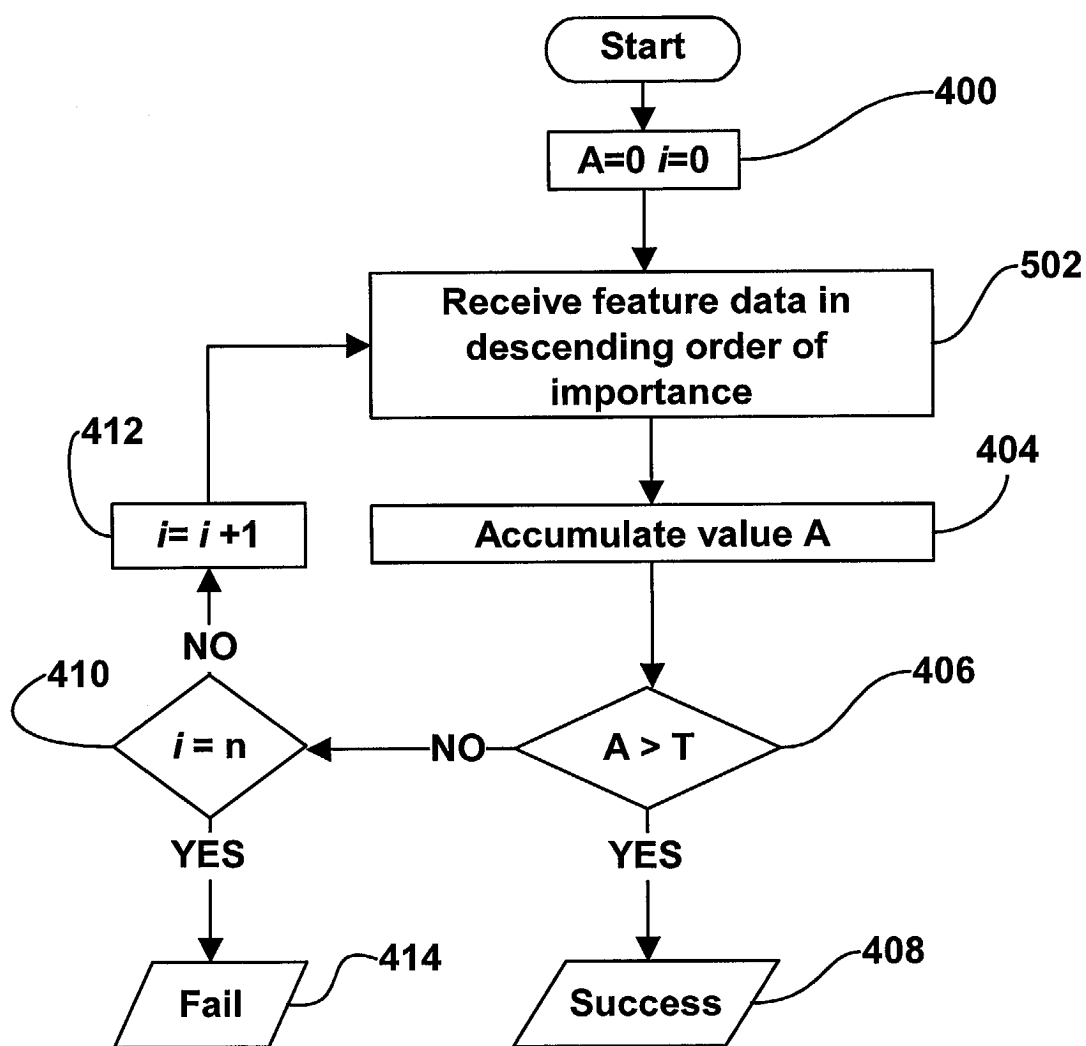 Start
400
A=0 i=0
502
Receive feature data in
descending order of
importance
412
404
i= i +1
Accumulate value A
NO
410
406
i = n
NO
A > T
YES
YES
414
408
Fail
Success